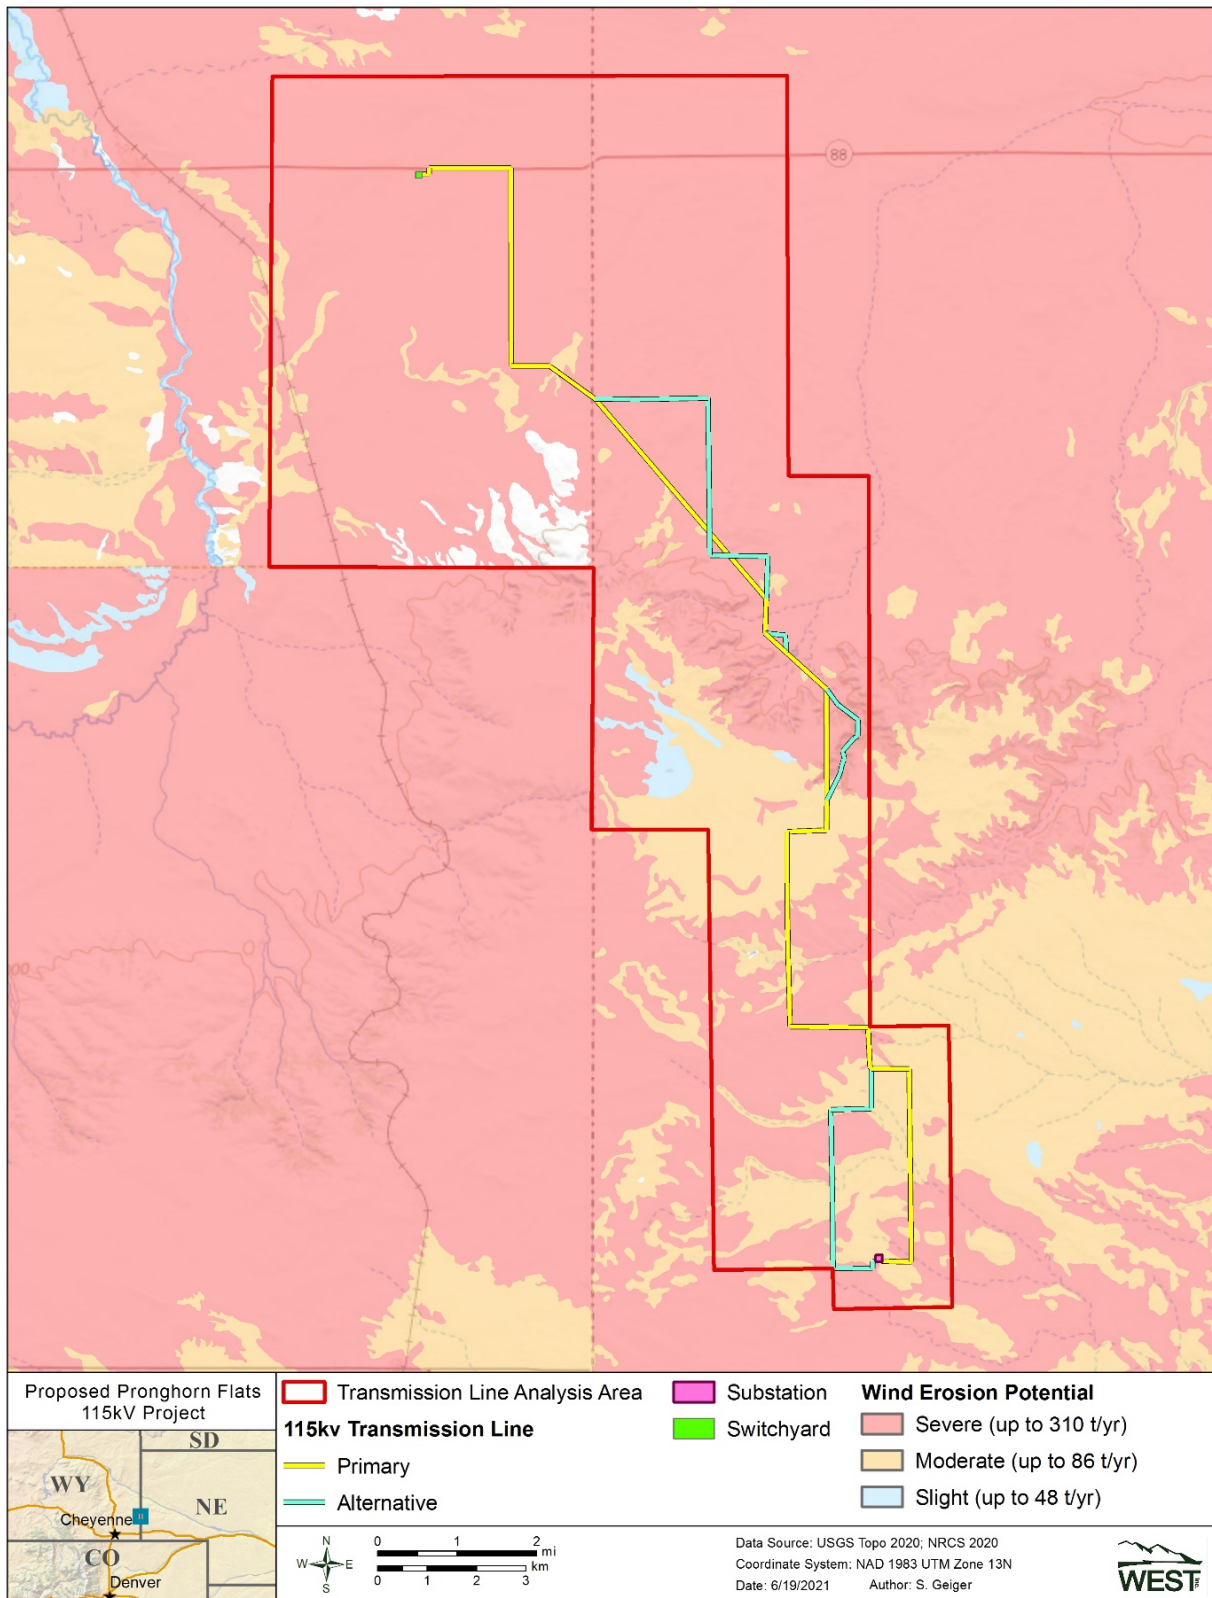 88
Proposed Pronghorn Flats
115kV Project
SD
WY
NE
Cheyenne
CO
Denver
Transmission Line Analysis Area
115kv Transmission Line
Primary
Alternative
Substation
Switchyard
Wind Erosion Potential
Severe (up to 310 t/yr)
Moderate (up to 86 t/yr)
Slight (up to 48 t/yr)
N
W E
S
0 1 2
mi
km
0 1 2 3
Data Source: USGS Topo 2020; NRCS 2020
Coordinate System: NAD 1983 UTM Zone 13N
Date: 6/19/2021 Author: S. Geiger
WEST Inc.